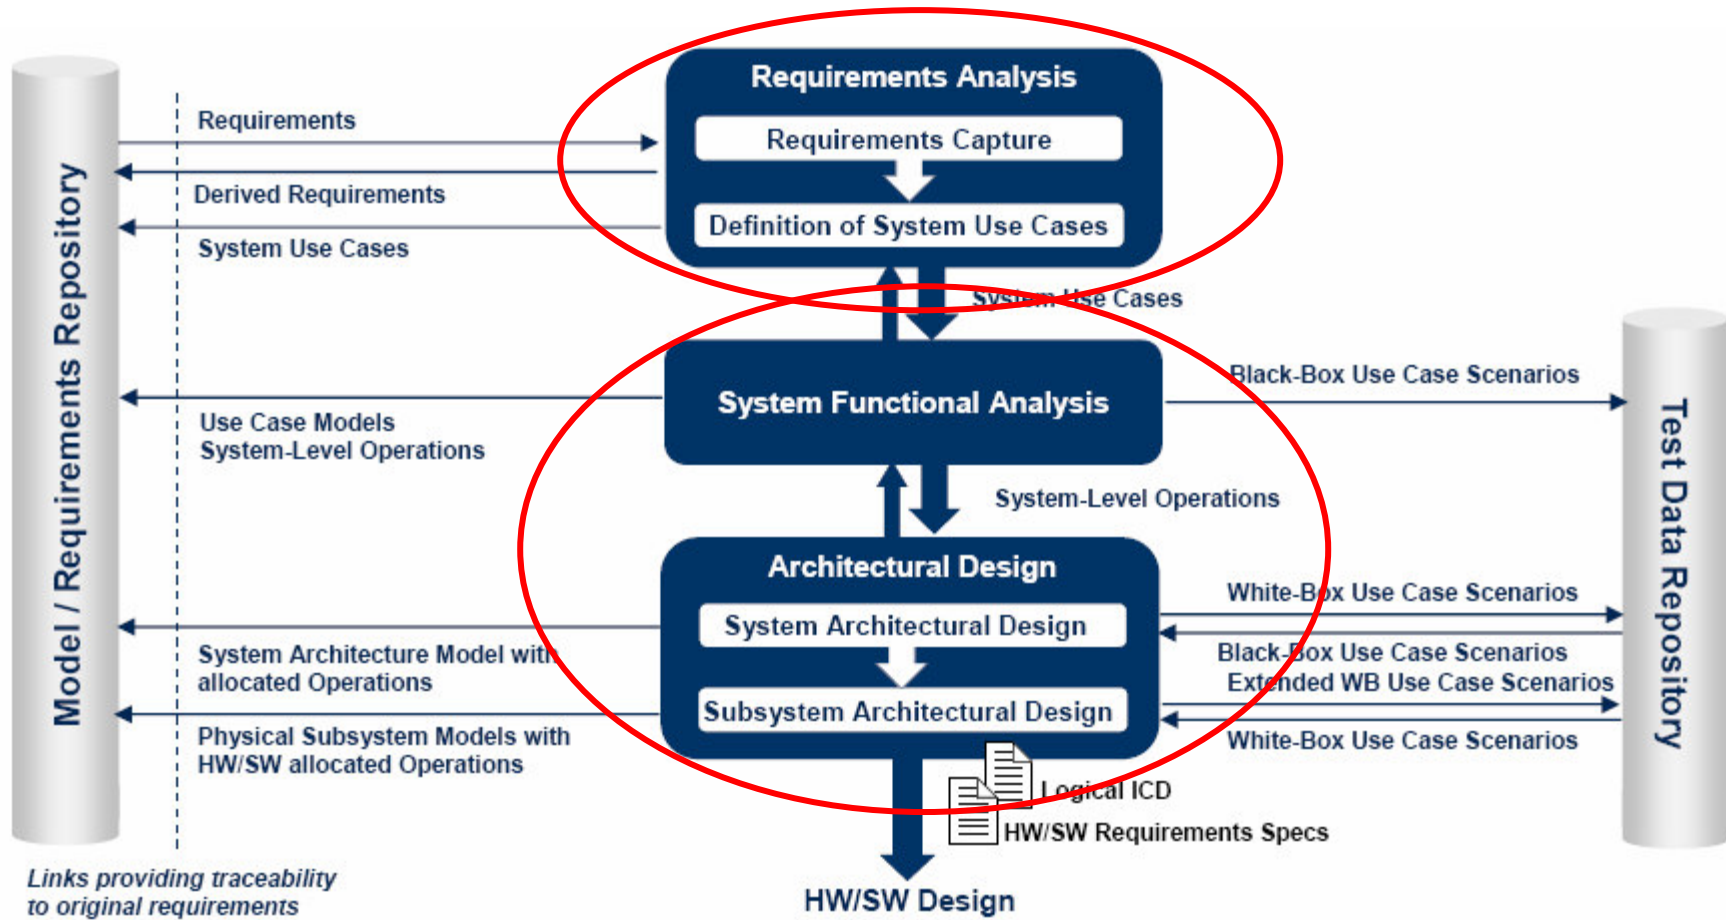 Requirements Analysis
Requirements Capture
Definition of System Use Cases
Requirements
Derived Requirements
System Use Cases
Model / Requirements Repository
System Use Cases
System Functional Analysis
Use Case Models
System-Level Operations
Black-Box Use Case Scenarios
System-Level Operations
Test Data Repository
Architectural Design
System Architectural Design
Subsystem Architectural Design
System Architecture Model with
allocated Operations
Physical Subsystem Models with
HW/SW allocated Operations
White-Box Use Case Scenarios
Black-Box Use Case Scenarios
Extended WB Use Case Scenarios
White-Box Use Case Scenarios
Logical ICD
HW/SW Requirements Specs
HW/SW Design
Links providing traceability
to original requirements